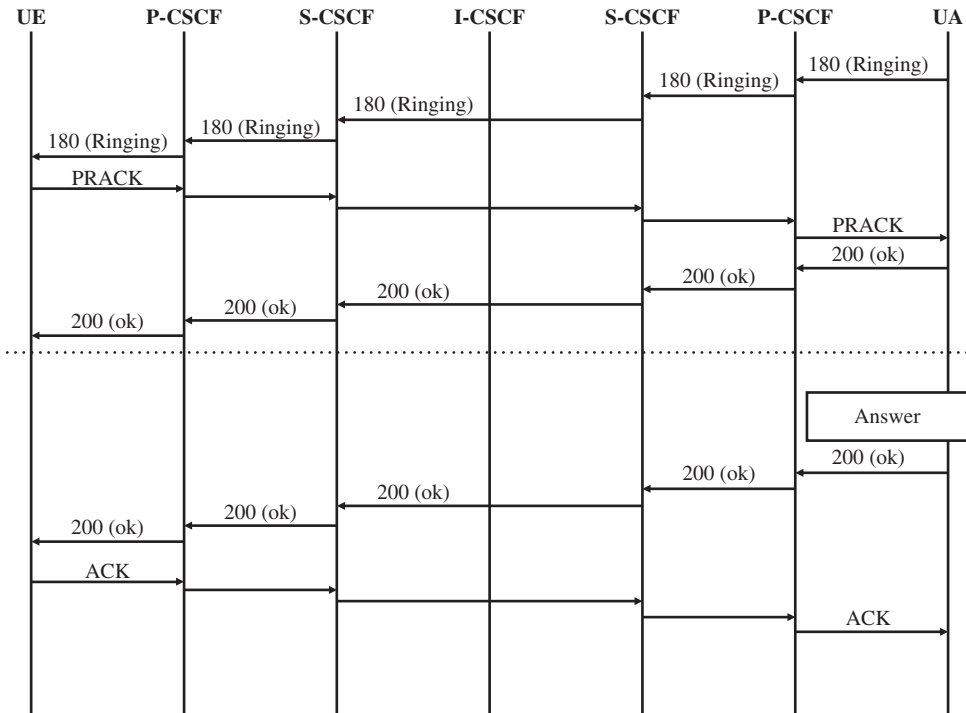 UE P-CSCF S-CSCF I-CSCF S-CSCF P-CSCF UA
180 (Ringing)
180 (Ringing)
180 (Ringing)
180 (Ringing)
180 (Ringing)
PRACK
PRACK
200 (ok)
200 (ok)
200 (ok)
200 (ok)
200 (ok)
Answer
200 (ok)
200 (ok)
200 (ok)
200 (ok)
200 (ok)
ACK
ACK